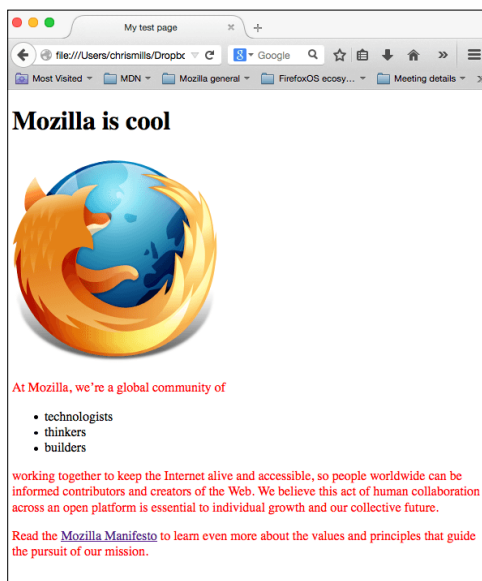 My test page
file:///Users/chrismills/Dropbo
Google
Most Visited
MDN
Mozilla general
FirefoxOS ecosy...
Meeting details
Mozilla is cool
At Mozilla, we’re a global community of
technologists
thinkers
builders
working together to keep the Internet alive and accessible, so people worldwide can be
informed contributors and creators of the Web. We believe this act of human collaboration
across an open platform is essential to individual growth and our collective future.
Read the Mozilla Manifesto to learn even more about the values and principles that guide
the pursuit of our mission.